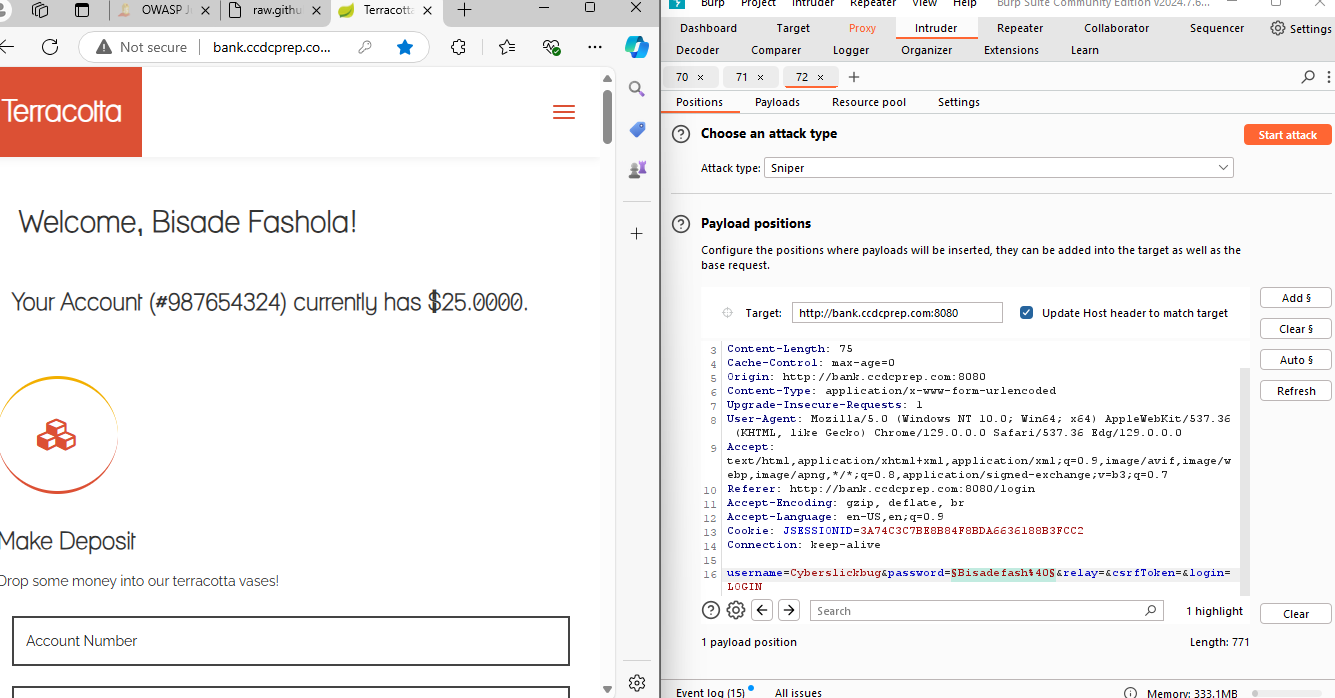 OWASP J
raw.githu
Terracotta
Not secure
bank.ccdcprep.co...
Terracotta
Welcome, Bisade Fashola!
Your Account (#987654324) currently has $25.0000.
Make Deposit
Drop some money into our terracotta vases!
Account Number
Burp Project Intruder Repeater View Help Burp Suite Community Edition v2024.7.6...
Dashboard Target Proxy Intruder Repeater Collaborator Sequencer Settings
Decoder Comparer Logger Organizer Extensions Learn
70 × 71 × 72 × +
Positions Payloads Resource pool Settings
Choose an attack type
Start attack
Attack type: Sniper
Payload positions
Configure the positions where payloads will be inserted, they can be added into the target as well as the
base request.
Target: http://bank.ccdcprep.com:8080 Update Host header to match target
Add §
Clear §
Auto §
Refresh
3 Content-Length: 75
4 Cache-Control: max-age=0
5 Origin: http://bank.ccdcprep.com:8080
6 Content-Type: application/x-www-form-urlencoded
7 Upgrade-Insecure-Requests: 1
8 User-Agent: Mozilla/5.0 (Windows NT 10.0; Win64; x64) AppleWebKit/537.36
(KHTML, like Gecko) Chrome/129.0.0.0 Safari/537.36 Edg/129.0.0.0
9 Accept:
text/html,application/xhtml+xml,application/xml;q=0.9,image/avif,image/w
ebp,image/apng,*/*;q=0.8,application/signed-exchange;v=b3;q=0.7
10 Referer: http://bank.ccdcprep.com:8080/login
11 Accept-Encoding: gzip, deflate, br
12 Accept-Language: en-US,en;q=0.9
13 Cookie: JSESSIONID=3A74C3C7BE8B84F8BDA6636188B3FCC2
14 Connection: keep-alive
15
16 username=Cyberslickbug&password=§Bisadefash%40§&relay=&csrfToken=&login=
LOGIN
Search 1 highlight Clear
1 payload position Length: 771
Event log (15) All issues Memory: 333.1MB